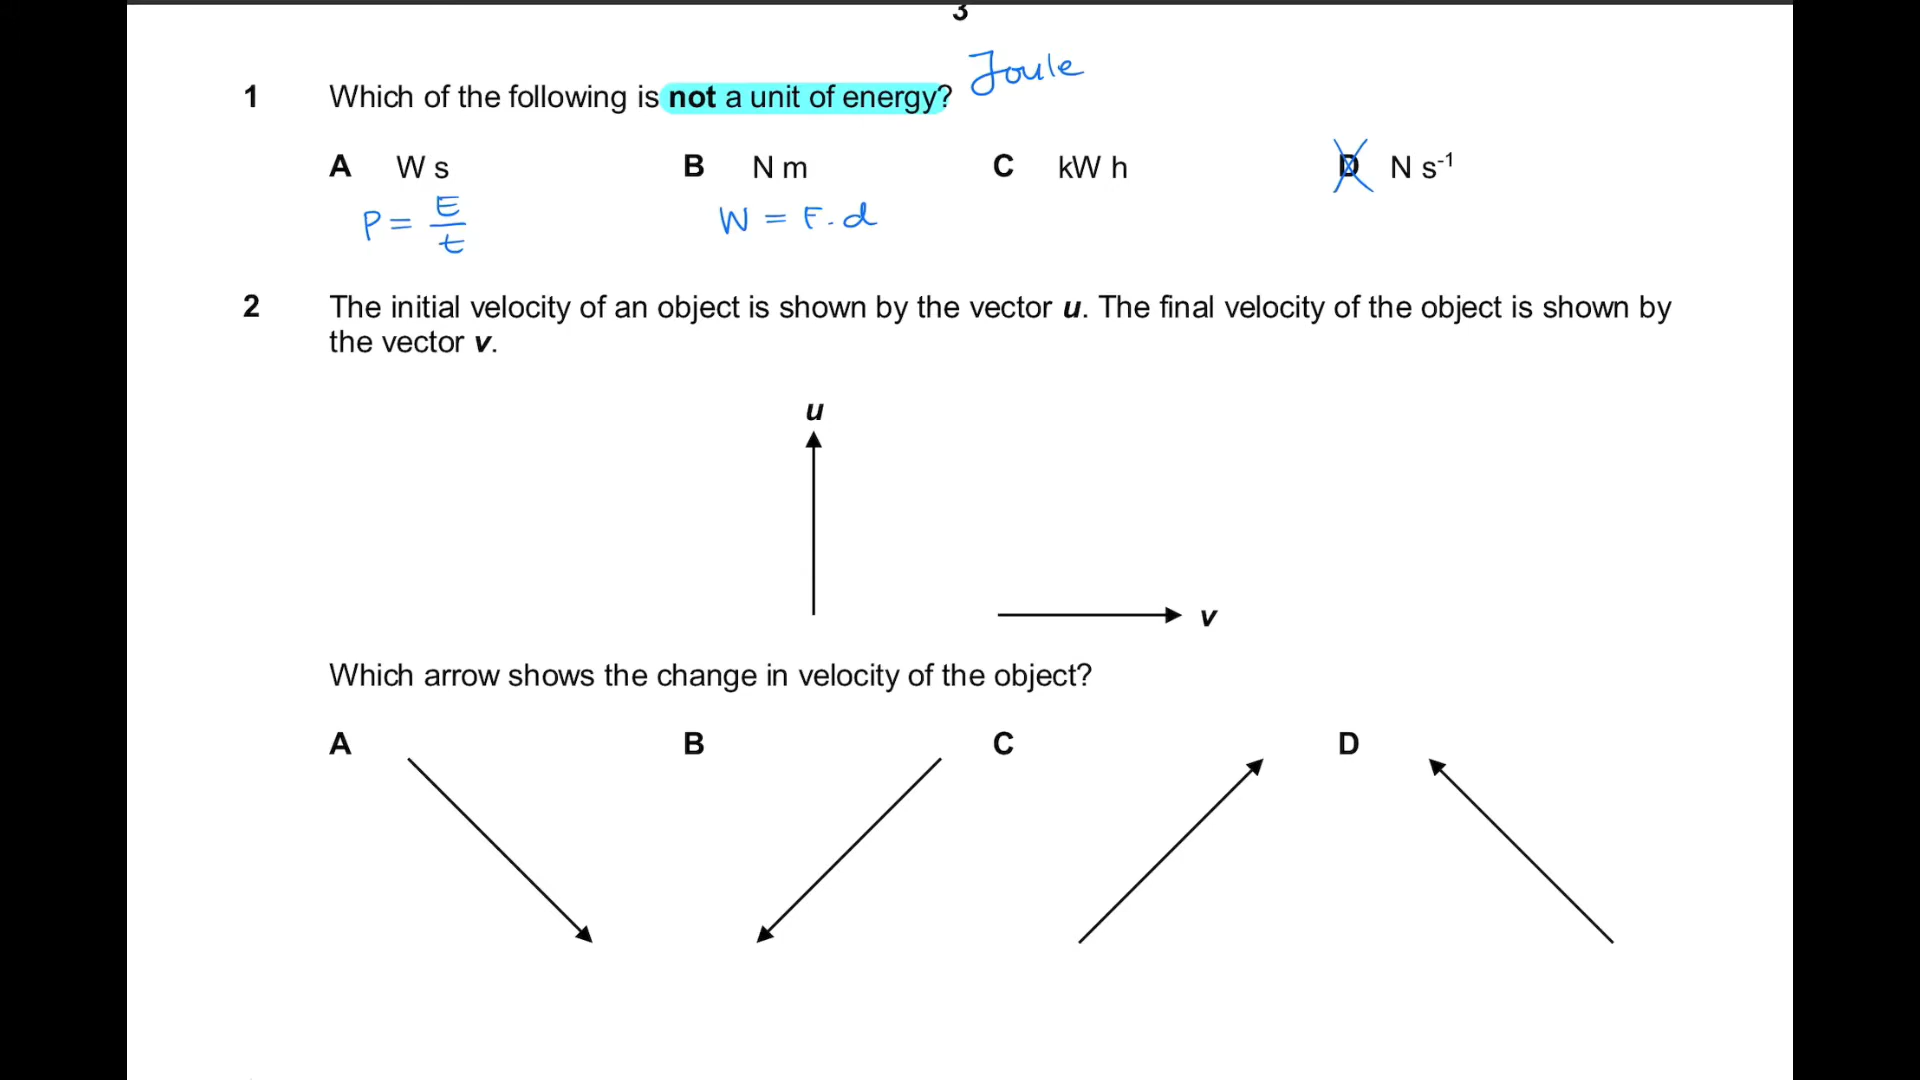 3
Joule
1 Which of the following is not a unit of energy?
A W s B N m C kW h D N s-1
P = E/t W = F. d
2 The initial velocity of an object is shown by the vector u. The final velocity of the object is shown by
the vector v.
u
v
Which arrow shows the change in velocity of the object?
A B C D